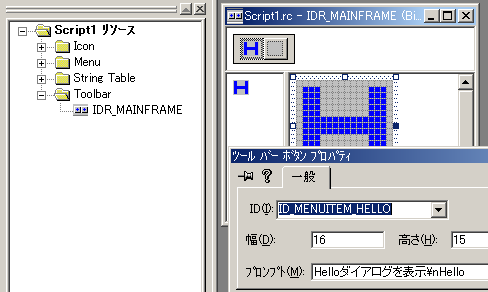 Script1 リソース
Icon
Menu
String Table
Toolbar
IDR_MAINFRAME
Script1.rc - IDR_MAINFRAME (Bi...
ツール バー ボタン プロパティ
一般
ID(I):
ID_MENUITEM_HELLO
幅(D):
16
高さ(H):
15
プロンプト(M):
Helloダイアログを表示¥nHello